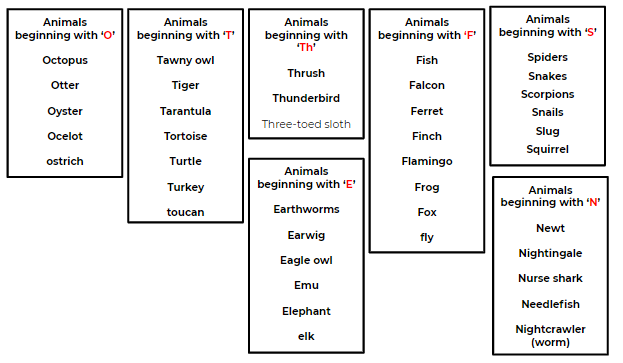 Animals
beginning with ‘O’
Octopus
Otter
Oyster
Ocelot
ostrich
Animals
beginning with ‘T’
Tawny owl
Tiger
Tarantula
Tortoise
Turtle
Turkey
toucan
Animals
beginning with
‘Th’
Thrush
Thunderbird
Three-toed sloth
Animals
beginning with ‘E’
Earthworms
Earwig
Eagle owl
Emu
Elephant
elk
Animals
beginning with ‘F’
Fish
Falcon
Ferret
Finch
Flamingo
Frog
Fox
fly
Animals
beginning with ‘S’
Spiders
Snakes
Scorpions
Snails
Slug
Squirrel
Animals
beginning with ‘N’
Newt
Nightingale
Nurse shark
Needlefish
Nightcrawler
(worm)